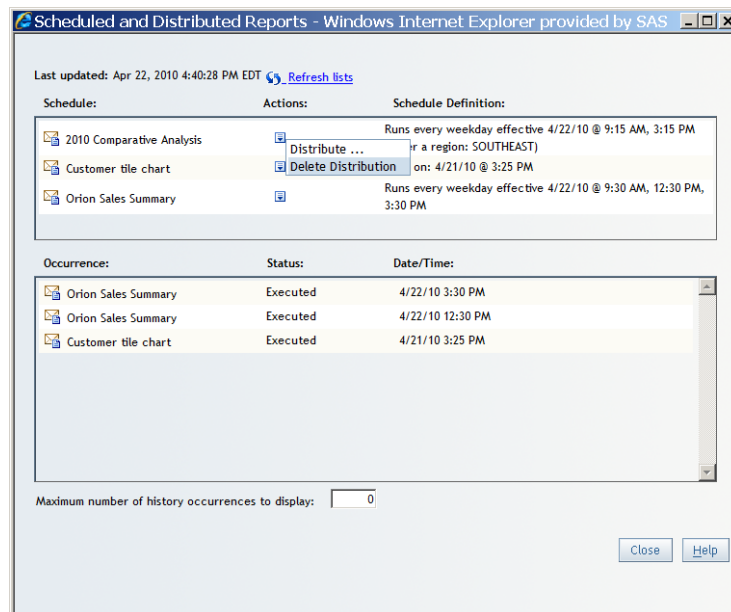 Scheduled and Distributed Reports - Windows Internet Explorer provided by SAS
Last updated: Apr 22, 2010 4:40:28 PM EDT Refresh lists
Schedule: Actions: Schedule Definition:
2010 Comparative Analysis
Runs every weekday effective 4/22/10 @ 9:15 AM, 3:15 PM
Distribute ... a region: SOUTHEAST)
Customer tile chart Delete Distribution on: 4/21/10 @ 3:25 PM
Orion Sales Summary
Runs every weekday effective 4/22/10 @ 9:30 AM, 12:30 PM,
3:30 PM
Occurrence: Status: Date/Time:
Orion Sales Summary Executed 4/22/10 3:30 PM
Orion Sales Summary Executed 4/22/10 12:30 PM
Customer tile chart Executed 4/21/10 3:25 PM
Maximum number of history occurrences to display: 0
Close Help